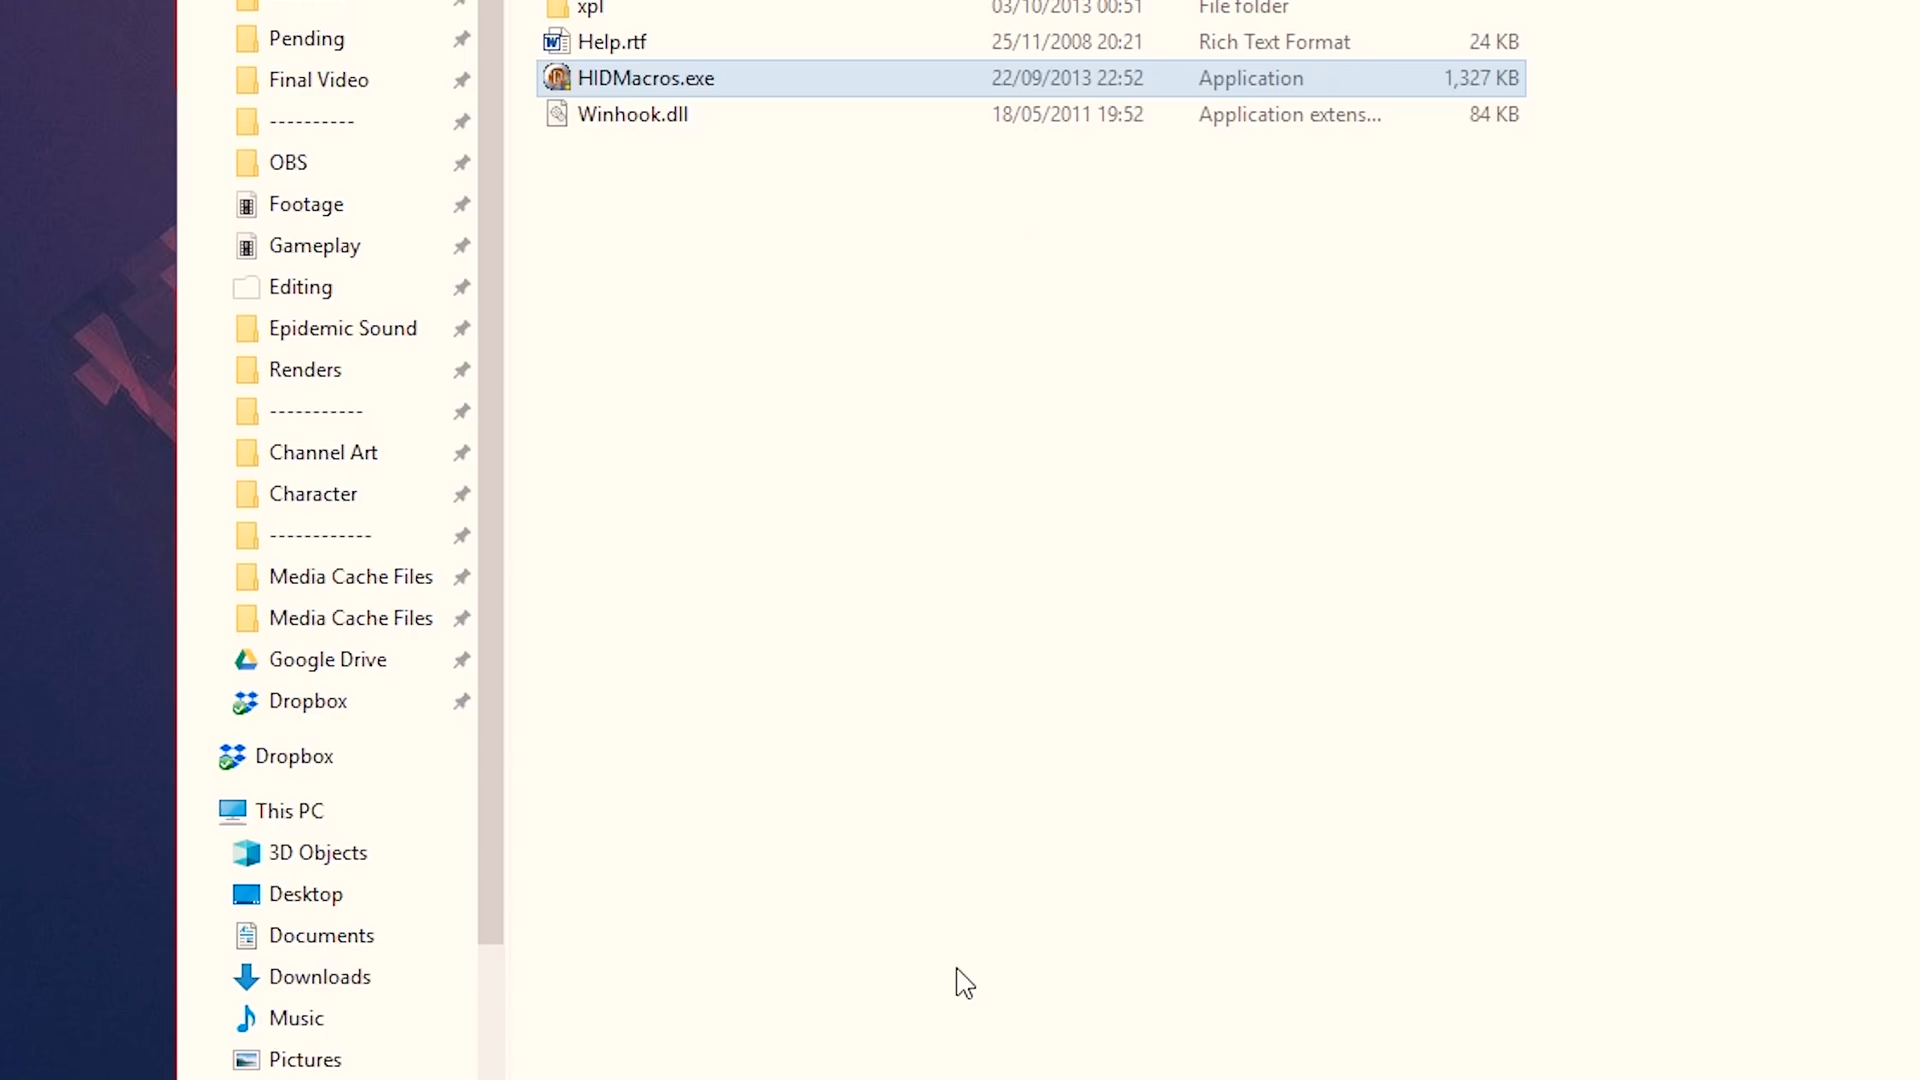 xpl 03/10/2013 00:51 File folder
Help.rtf 25/11/2008 20:21 Rich Text Format 24 KB
HIDMacros.exe 22/09/2013 22:52 Application 1,327 KB
Winhook.dll 18/05/2011 19:52 Application extens... 84 KB
Pending
Final Video
----------
OBS
Footage
Gameplay
Editing
Epidemic Sound
Renders
-----------
Channel Art
Character
------------
Media Cache Files
Media Cache Files
Google Drive
Dropbox
Dropbox
This PC
3D Objects
Desktop
Documents
Downloads
Music
Pictures